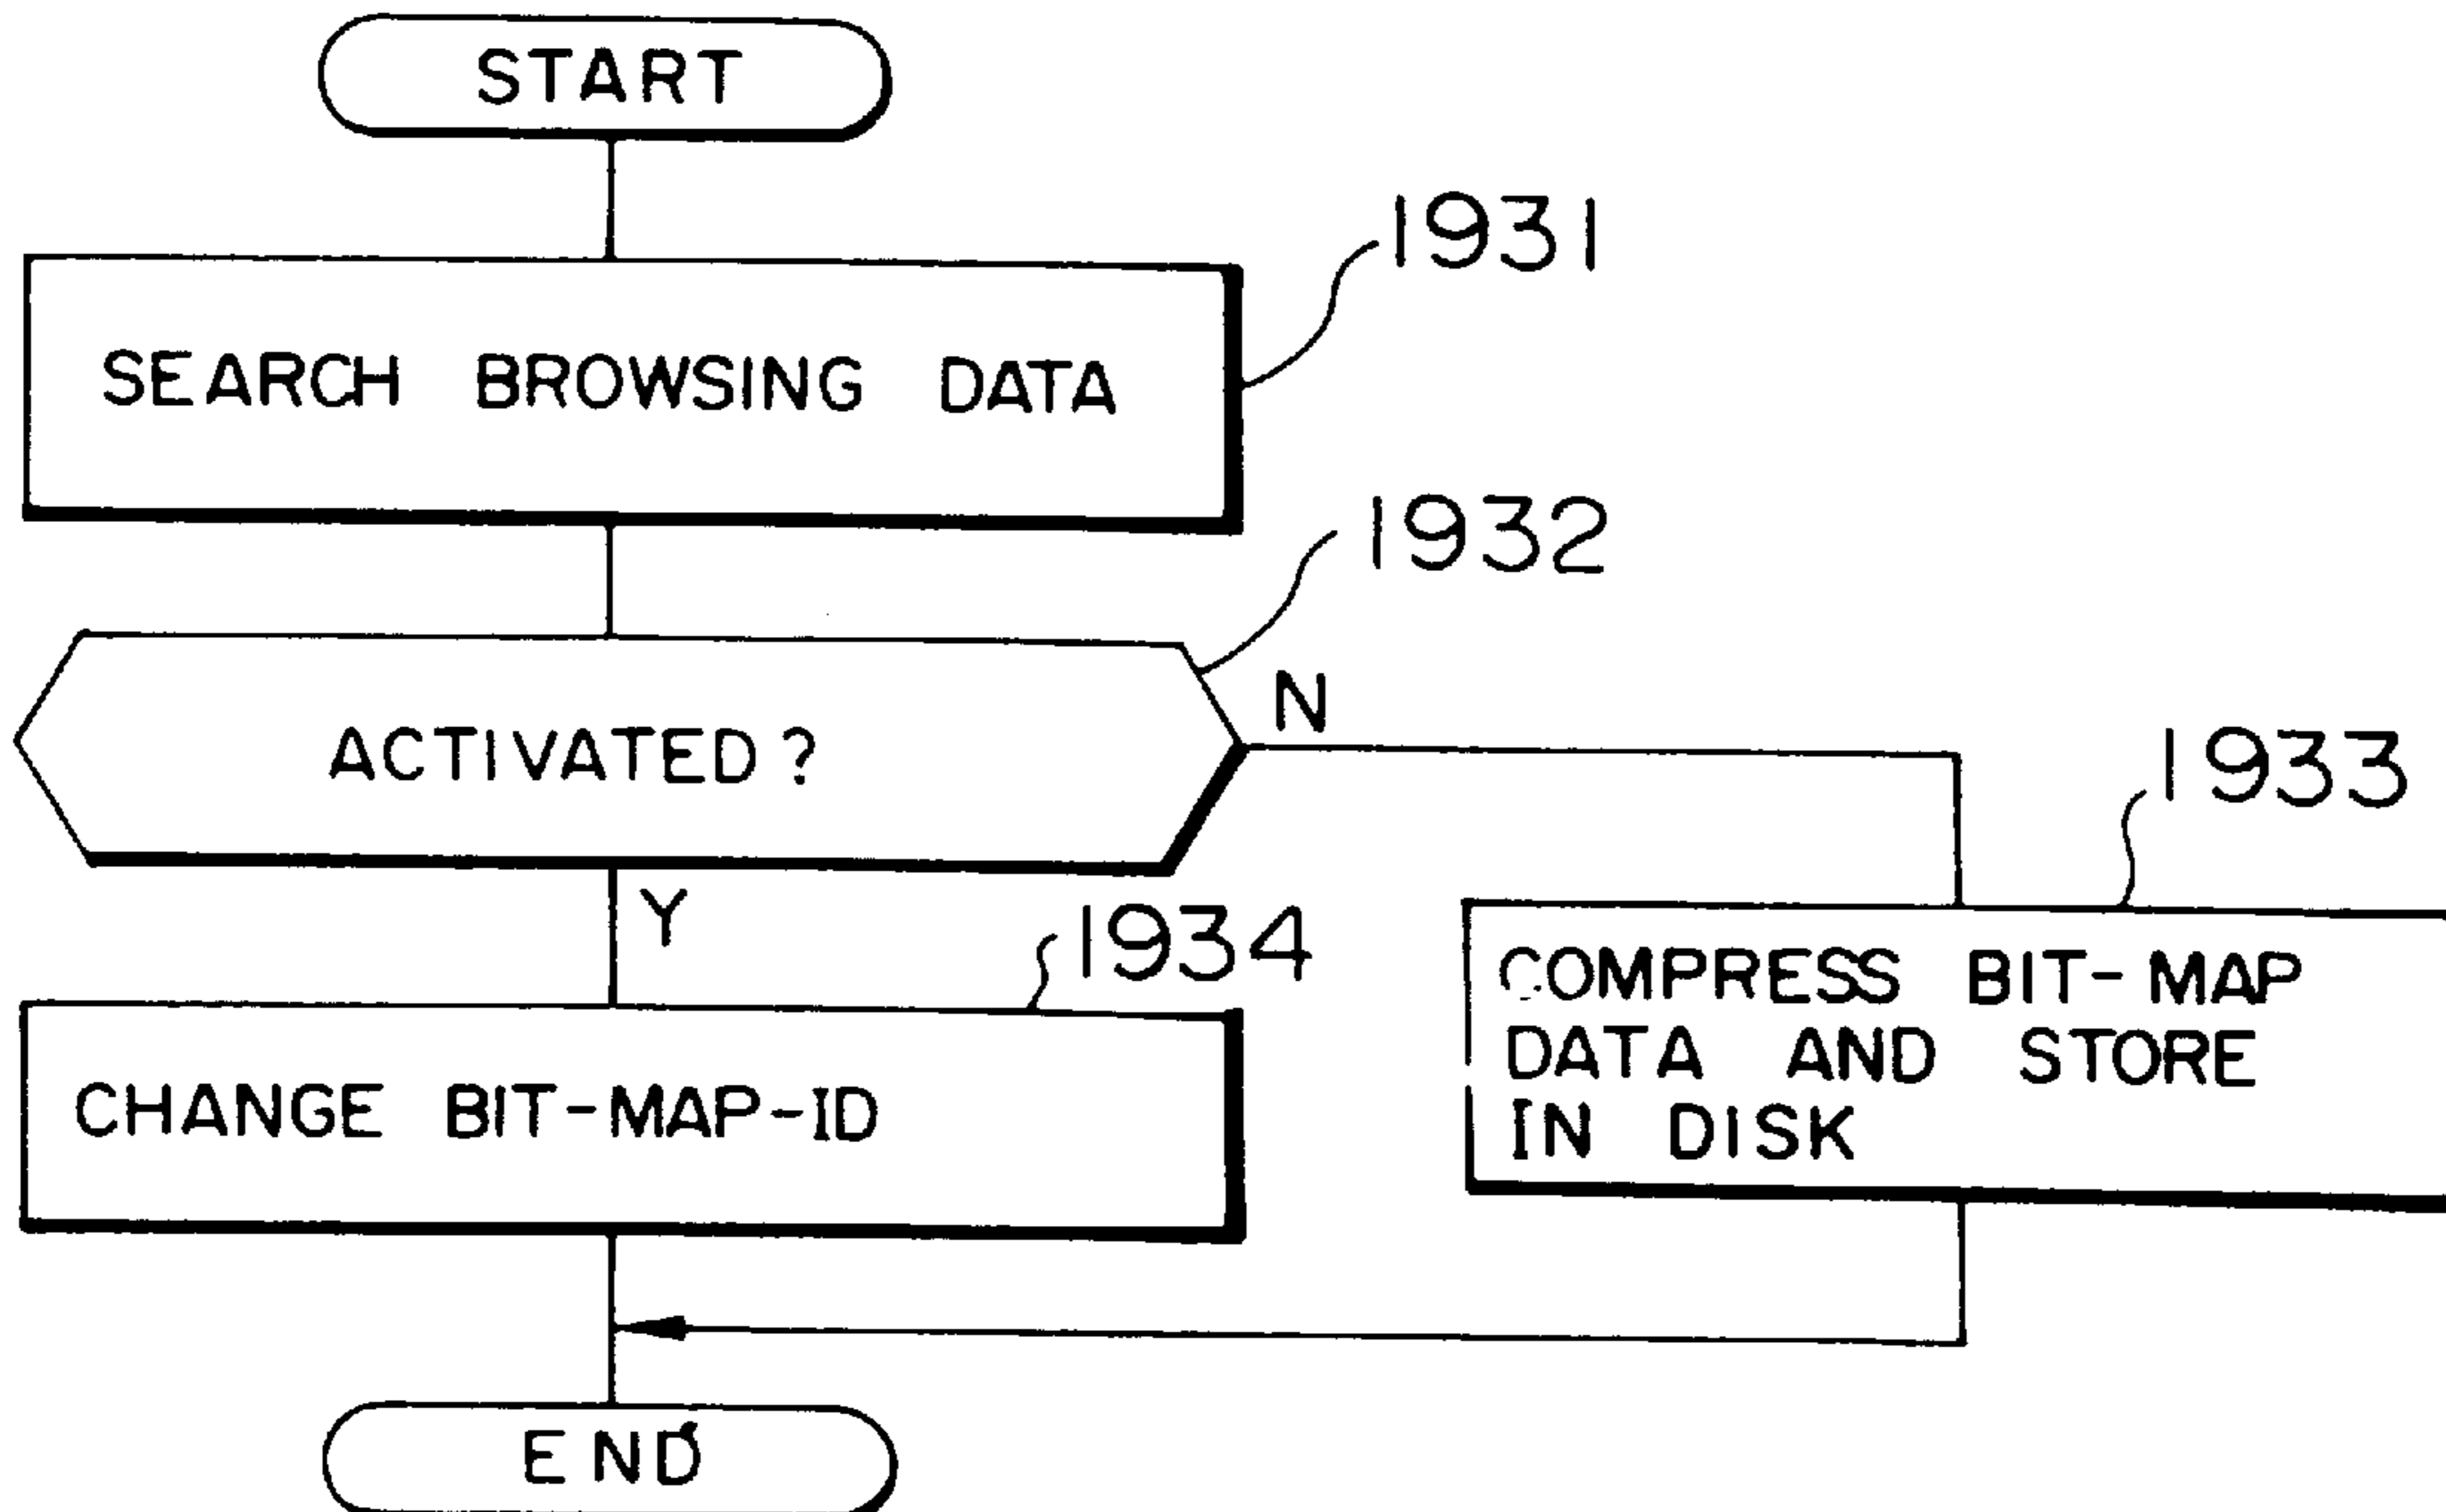 START
1931
SEARCH BROWSING DATA
1932
ACTIVATED?
N
1933
Y
1934
COMPRESS BIT-MAP
DATA AND STORE
IN DISK
CHANGE BIT-MAP-ID
END